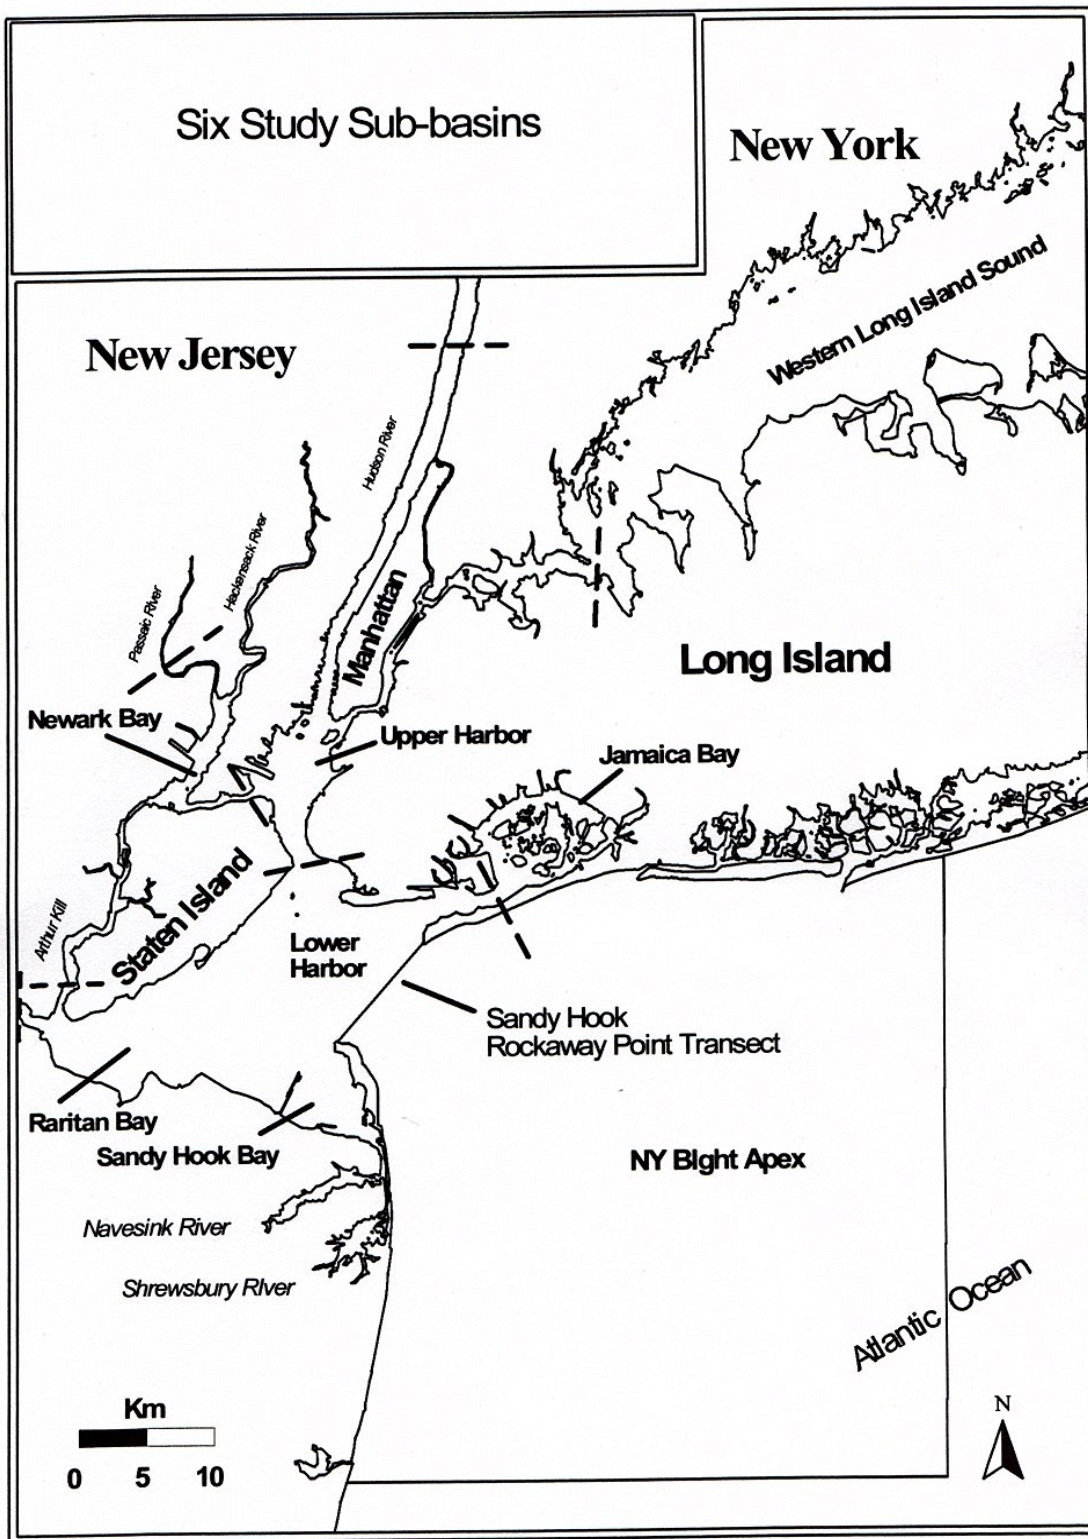 Six Study Sub-basins
New York
Western Long Island Sound
New Jersey
Hudson River
Hackensack River
Passaic River
Manhattan
Long Island
Newark Bay
Upper Harbor
Jamaica Bay
Arthur Kill
Staten Island
Lower
Harbor
Sandy Hook
Rockaway Point Transect
Raritan Bay
Sandy Hook Bay
NY BIght Apex
Navesink River
Shrewsbury RIver
Atlantic Ocean
Km
0 5 10
N